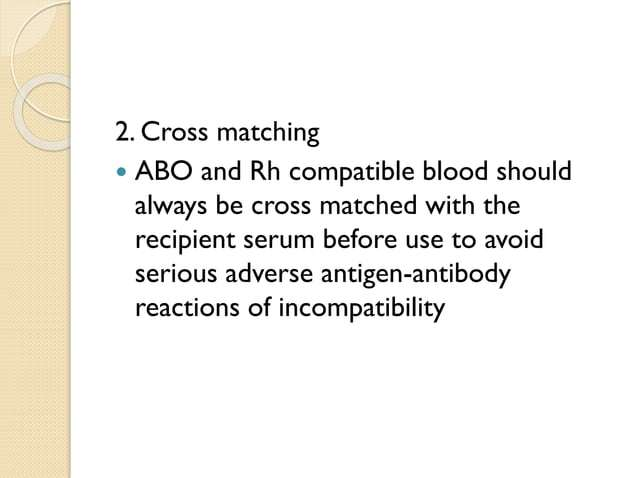 2. Cross matching
• ABO and Rh compatible blood should
always be cross matched with the
recipient serum before use to avoid
serious adverse antigen-antibody
reactions of incompatibility